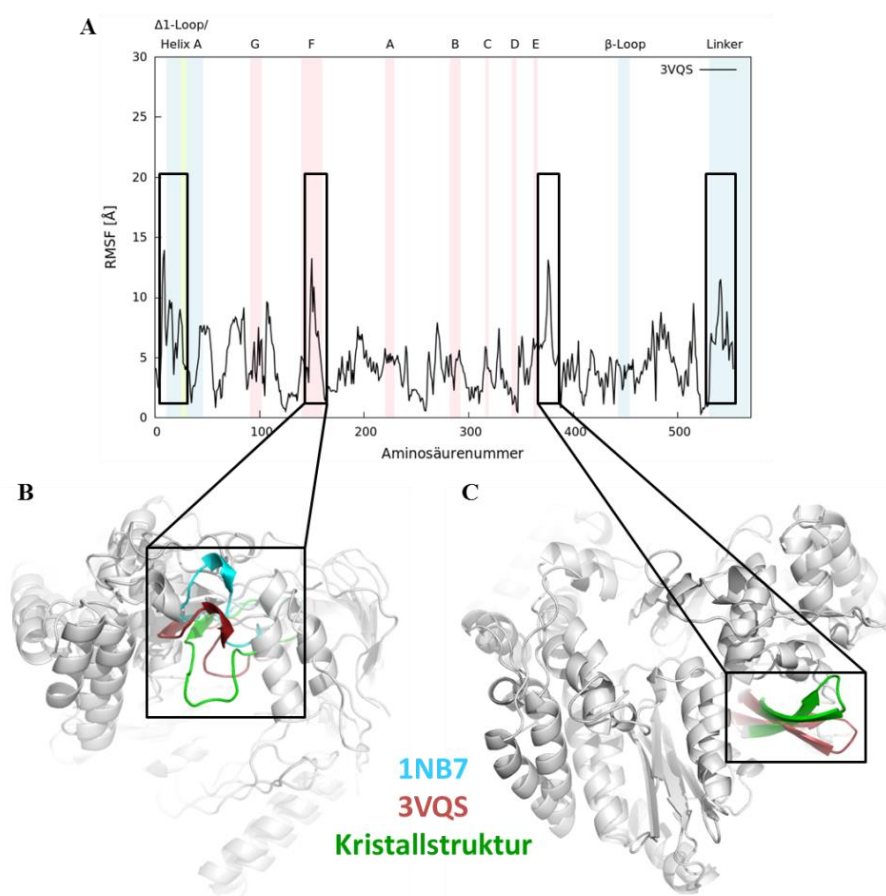 A
Δ1-Loop/
Helix A G F A B C D E β-Loop Linker
3VQS
30
25
20
15
10
5
0
RMSF [Å]
0 100 200 300 400 500
Aminosäurenummer
B
C
1NB7
3VQS
Kristallstruktur